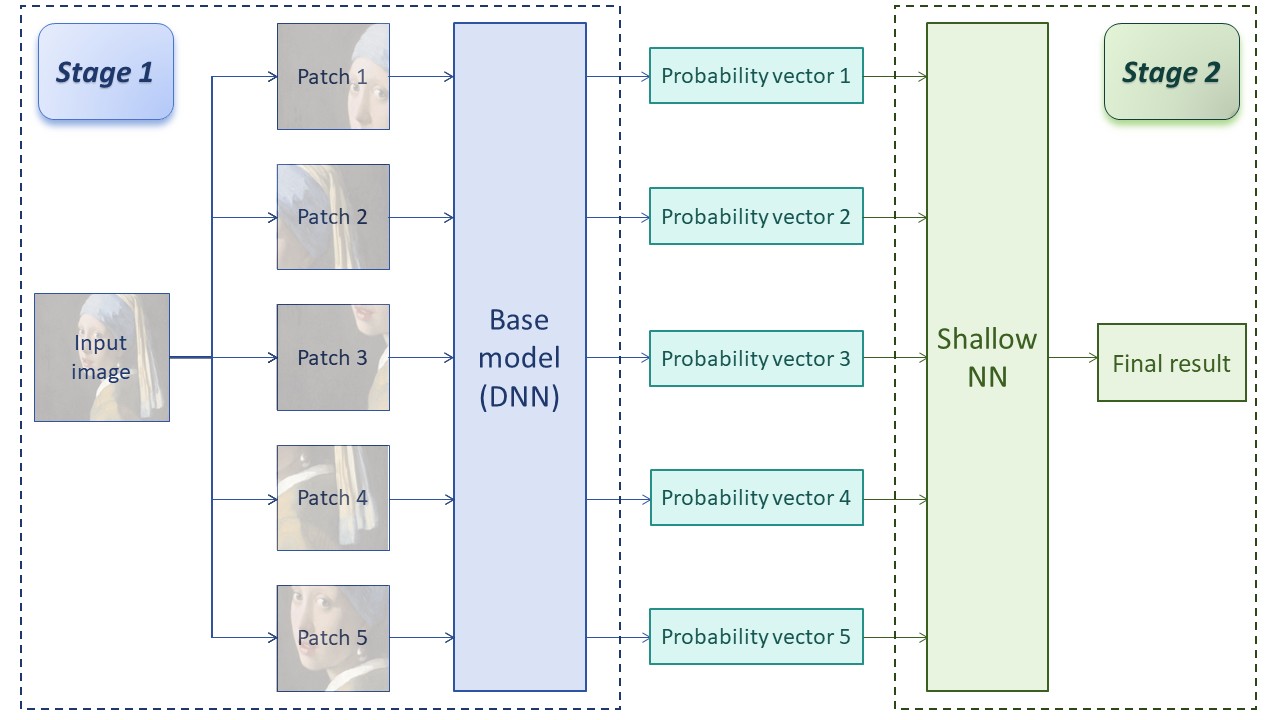 Stage 1
Stage 2
Input
image
Patch 1
Patch 2
Patch 3
Patch 4
Patch 5
Base
model
(DNN)
Probability vector 1
Probability vector 2
Probability vector 3
Probability vector 4
Probability vector 5
Shallow
NN
Final result